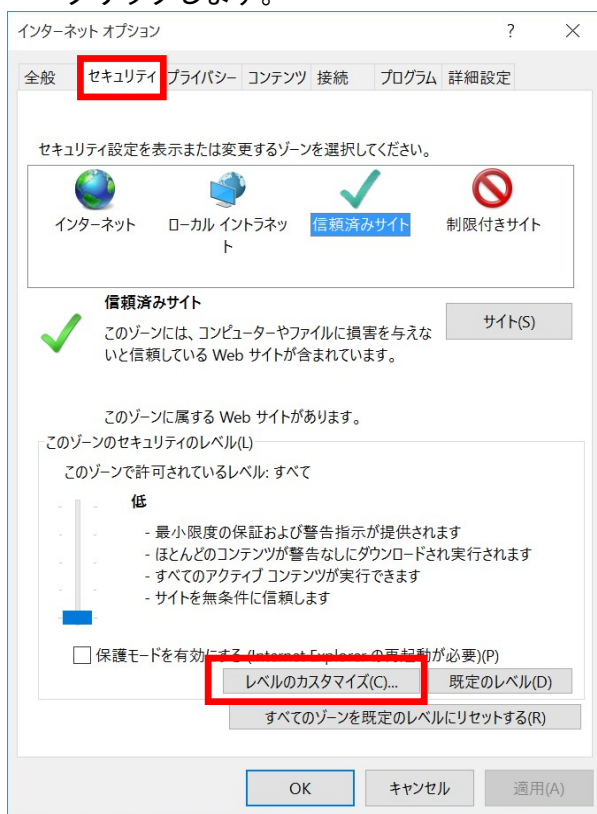 クリックします。
インターネット オプション ? ×
全般 セキュリティ プライバシー コンテンツ 接続 プログラム 詳細設定
セキュリティ設定を表示または変更するゾーンを選択してください。
インターネット ローカル イントラネッ
ト 信頼済みサイト 制限付きサイト
信頼済みサイト
サイト(S)
このゾーンには、コンピューターやファイルに損害を与えな
いと信頼している Web サイトが含まれています。
このゾーンに属する Web サイトがあります。
このゾーンのセキュリティのレベル(L)
このゾーンで許可されているレベル: すべて
低
- 最小限度の保証および警告指示が提供されます
- ほとんどのコンテンツが警告なしにダウンロードされ実行されます
- すべてのアクティブ コンテンツが実行できます
- サイトを無条件に信頼します
保護モードを有効にする (Internet Explorer の再起動が必要)(P)
レベルのカスタマイズ(C)... 既定のレベル(D)
すべてのゾーンを既定のレベルにリセットする(R)
OK キャンセル 適用(A)